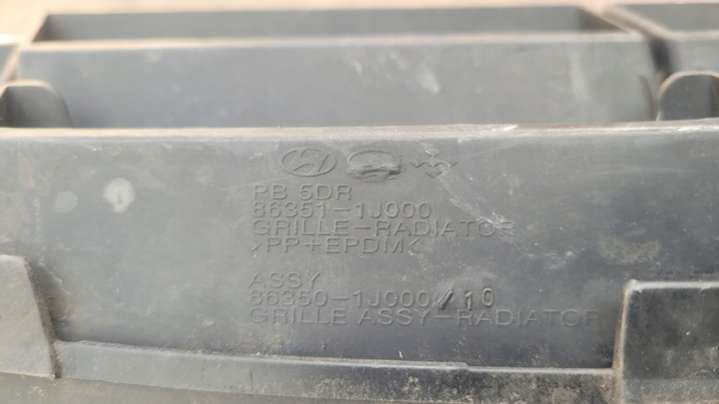 PB 5DR
86351-1J000
GRILLE-RADIATOR
>PP+EPDM<
ASSY
86350-1J000/10
GRILLE ASSY-RADIATOR